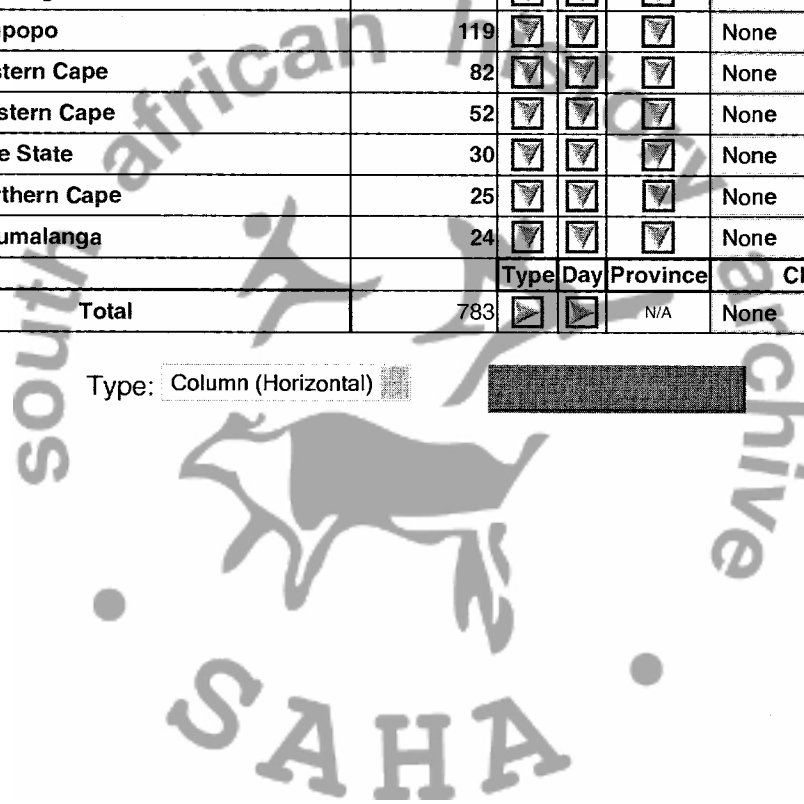 popo 119 None
stern Cape 82 None
stern Cape 52 None
e State 30 None
rthern Cape 25 None
umalanga 24 None
Type Day Province Cl
Total 783 N/A None
Type: Column (Horizontal)
south african history archive
SAHA